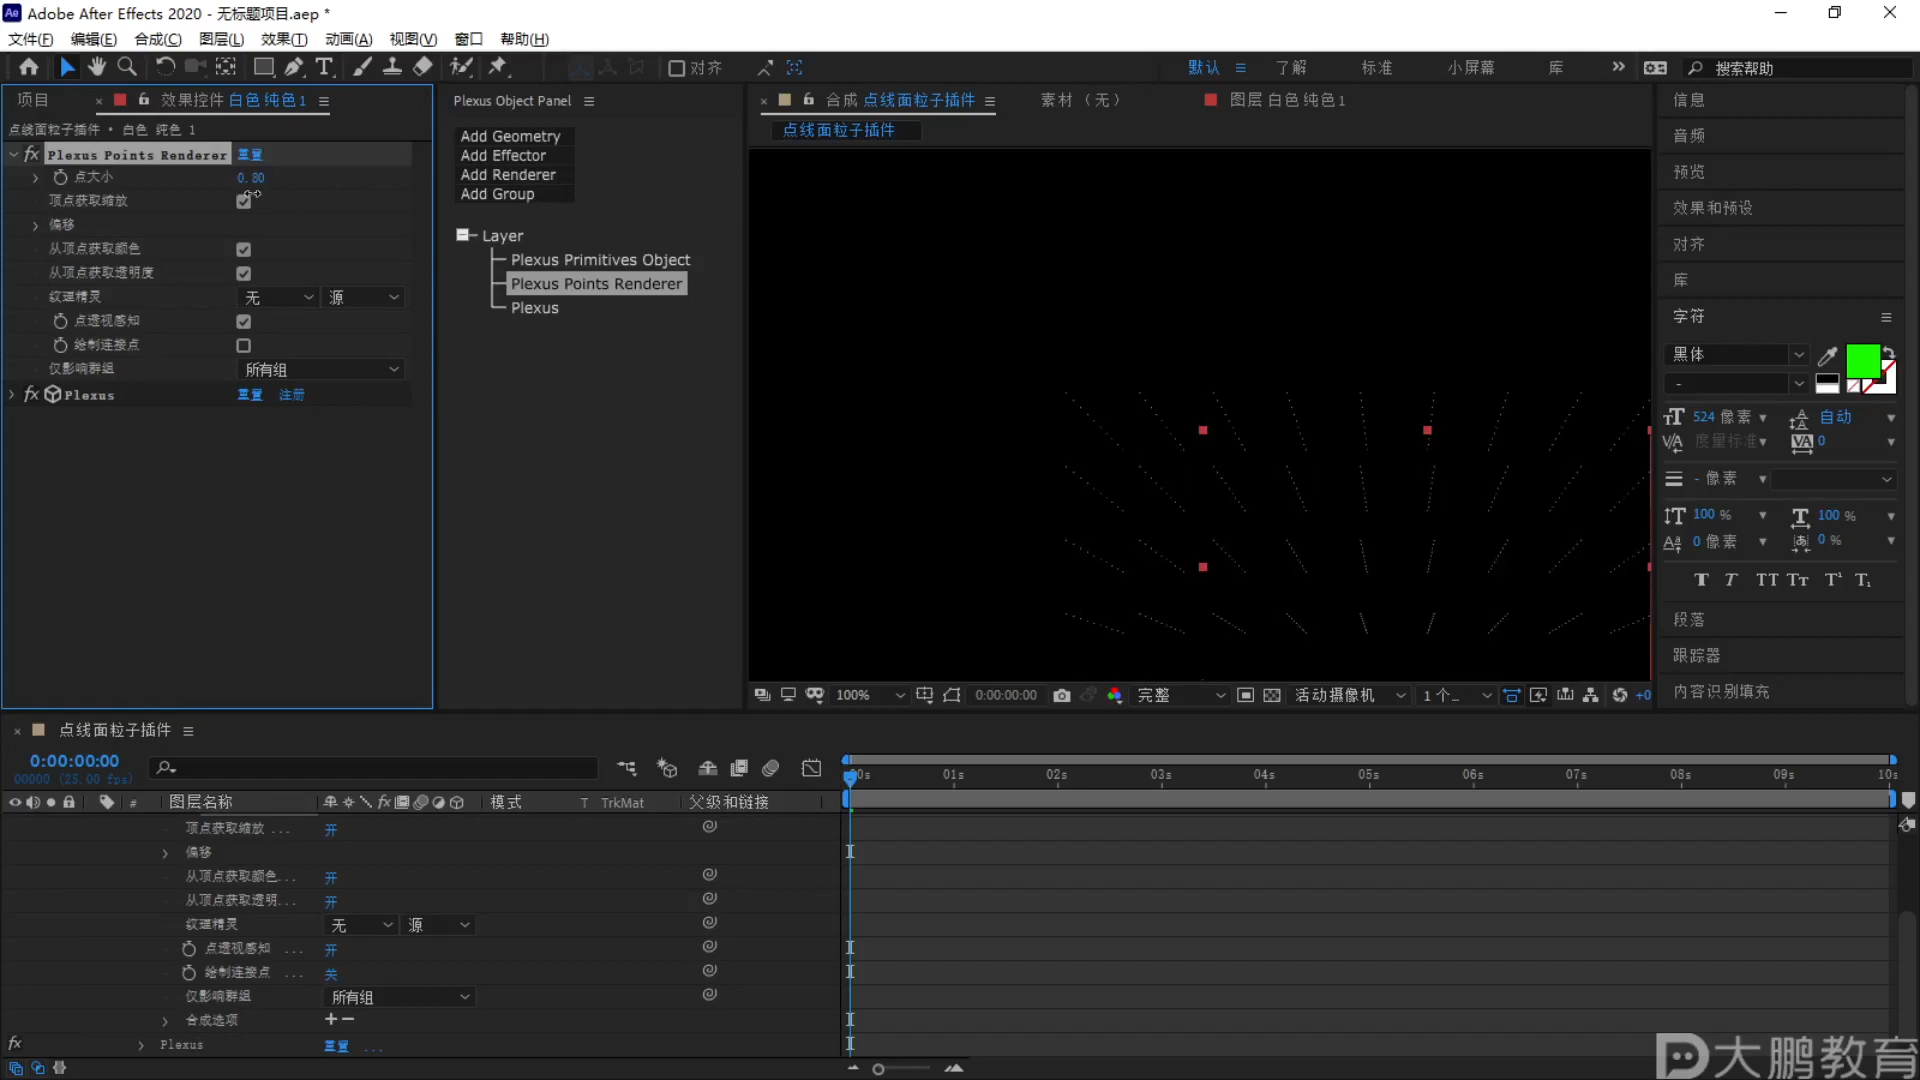 Adobe After Effects 2020 - 无标题项目.aep *
文件(F) 编辑(E) 合成(C) 图层(L) 效果(T) 动画(A) 视图(V) 窗口 帮助(H)
对齐 默认 了解 标准 小屏幕 库 搜索帮助
项目 效果控件 白色 纯色 1
点线面粒子插件 • 白色 纯色 1
fx Plexus Points Renderer 重置
点大小 0.80
顶点获取缩放
偏移
从顶点获取颜色
从顶点获取透明度
纹理精灵 无 源
点透视感知
绘制连接点
仅影响群组 所有组
fx Plexus 重置 注册
Plexus Object Panel
Add Geometry
Add Effector
Add Renderer
Add Group
Layer
Plexus Primitives Object
Plexus Points Renderer
Plexus
合成 点线面粒子插件 素材 （无） 图层 白色 纯色 1
点线面粒子插件
100% 0:00:00:00 完整 活动摄像机 1 个… +0
信息
音频
预览
效果和预设
对齐
库
字符
黑体
-
524 像素 自动
度量标准 0
- 像素
100 % 100 %
0 像素 0 %
T T TT Tт T¹ T₁
段落
跟踪器
内容识别填充
点线面粒子插件
0:00:00:00
00000 (25.00 fps)
00s 01s 02s 03s 04s 05s 06s 07s 08s 09s 10s
# 图层名称 模式 T TrkMat 父级和链接
顶点获取缩放 ... 开
偏移
从顶点获取颜色... 开
从顶点获取透明... 开
纹理精灵 无 源
点透视感知 ... 开
绘制连接点 ... 关
仅影响群组 所有组
合成选项 +−
fx Plexus 重置 ...
大鹏教育